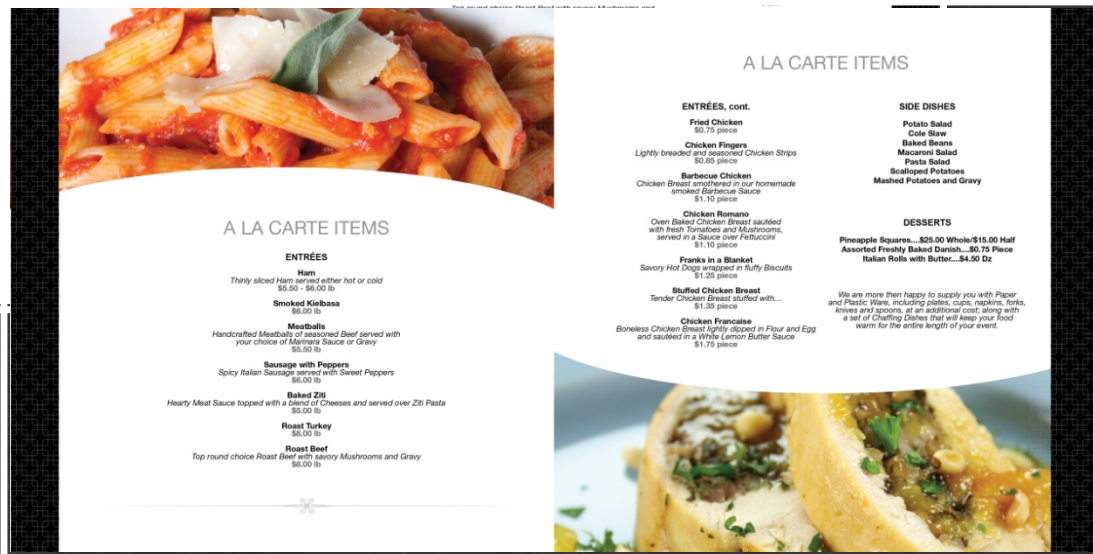 Top round choice Roast Beef with savory Mushrooms and
A LA CARTE ITEMS
ENTRÉES
Ham
Thinly sliced Ham served either hot or cold
$5.50 - $6.00 lb
Smoked Kielbasa
$6.00 lb
Meatballs
Handcrafted Meatballs of seasoned Beef served with
your choice of Marinara Sauce or Gravy
$5.50 lb
Sausage with Peppers
Spicy Italian Sausage served with Sweet Peppers
$6.00 lb
Baked Ziti
Hearty Meat Sauce topped with a blend of Cheeses and served over Ziti Pasta
$5.00 lb
Roast Turkey
$8.00 lb
Roast Beef
Top round choice Roast Beef with savory Mushrooms and Gravy
$8.00 lb
A LA CARTE ITEMS
ENTRÉES, cont.
Fried Chicken
$0.75 piece
Chicken Fingers
Lightly breaded and seasoned Chicken Strips
$0.85 piece
Barbecue Chicken
Chicken Breast smothered in our homemade
smoked Barbecue Sauce
$1.10 piece
Chicken Romano
Oven Baked Chicken Breast sautéed
with fresh Tomatoes and Mushrooms,
served in a Sauce over Fettuccini
$1.10 piece
Franks in a Blanket
Savory Hot Dogs wrapped in fluffy Biscuits
$1.25 piece
Stuffed Chicken Breast
Tender Chicken Breast stuffed with...
$1.35 piece
Chicken Francaise
Boneless Chicken Breast lightly dipped in Flour and Egg
and sautéed in a White Lemon Butter Sauce
$1.75 piece
SIDE DISHES
Potato Salad
Cole Slaw
Baked Beans
Macaroni Salad
Pasta Salad
Scalloped Potatoes
Mashed Potatoes and Gravy
DESSERTS
Pineapple Squares....$25.00 Whole/$15.00 Half
Assorted Freshly Baked Danish....$0.75 Piece
Italian Rolls with Butter....$4.50 Dz
We are more then happy to supply you with Paper
and Plastic Ware, including plates, cups, napkins, forks,
knives and spoons, at an additional cost; along with
a set of Chaffing Dishes that will keep your food
warm for the entire length of your event.